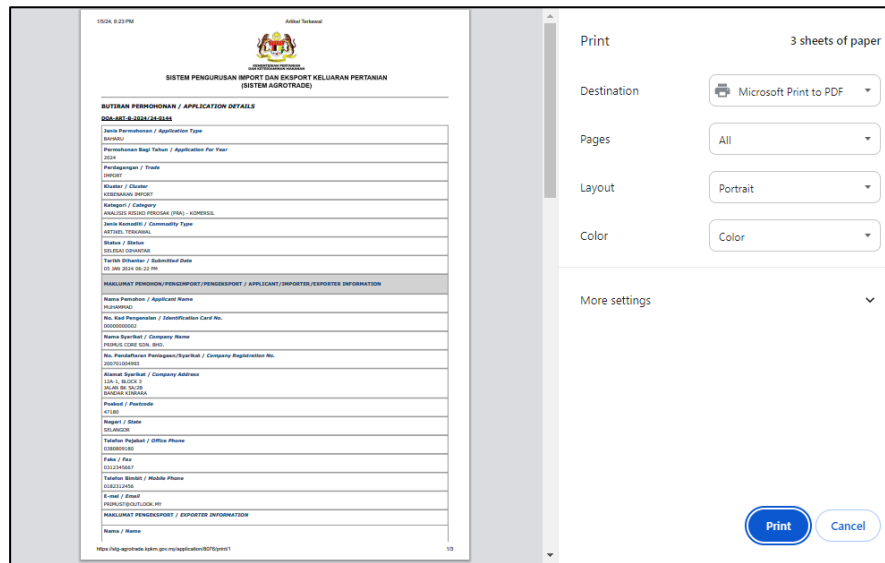 1/5/24, 6:23 PM Artikel Terkawal
KEMENTERIAN PERTANIAN
DAN KETERJAMINAN MAKANAN
SISTEM PENGURUSAN IMPORT DAN EKSPORT KELUARAN PERTANIAN
(SISTEM AGROTRADE)
BUTIRAN PERMOHONAN / APPLICATION DETAILS
DOA-ART-B-2024/24-0144
Jenis Permohonan / Application Type
BAHARU
Permohonan Bagi Tahun / Application For Year
2024
Perdagangan / Trade
IMPORT
Kluster / Cluster
KEBENARAN IMPORT
Kategori / Category
ANALISIS RISIKO PEROSAK (PRA) - KOMERSIL
Jenis Komoditi / Commodity Type
ARTIKEL TERKAWAL
Status / Status
SELESAI DIHANTAR
Tarikh Dihantar / Submitted Date
05 JAN 2024 06:22 PM
MAKLUMAT PEMOHON/PENGIMPORT/PENGEKSPORT / APPLICANT/IMPORTER/EXPORTER INFORMATION
Nama Pemohon / Applicant Name
MUHAMMAD
No. Kad Pengenalan / Identification Card No.
00000000002
Nama Syarikat / Company Name
PRIMUS CORE SDN. BHD.
No. Pendaftaran Perniagaan/Syarikat / Company Registration No.
200701004993
Alamat Syarikat / Company Address
12A-1, BLOCK 3
JALAN BK 5A/2B
BANDAR KINRARA
Poskod / Postcode
47180
Negeri / State
SELANGOR
Telefon Pejabat / Office Phone
0380809180
Faks / Fax
0312345667
Telefon Bimbit / Mobile Phone
0182312456
E-mel / Email
PRIMUST@OUTLOOK.MY
MAKLUMAT PENGEKSPORT / EXPORTER INFORMATION
Nama / Name
https://stg-agrotrade.kpkm.gov.my/application/8078/print/1 1/3
Print 3 sheets of paper
Destination Microsoft Print to PDF
Pages All
Layout Portrait
Color Color
More settings
Print Cancel